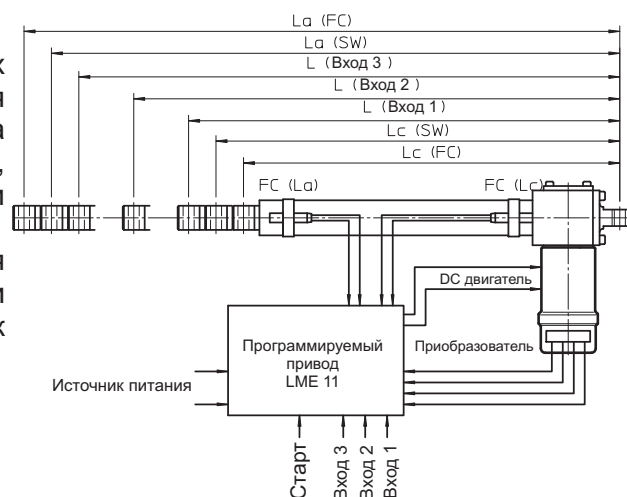 La (FC)
La (SW)
L (Вход 3)
L (Вход 2)
L (Вход 1)
Lc (SW)
Lc (FC)
FC (La)
FC (Lc)
х
я
а
,
и
я
и
х
DC двигатель
Программируемый
привод
LME 11
Приобразователь
Источник питания
Старт
Вход 3
Вход 2
Вход 1